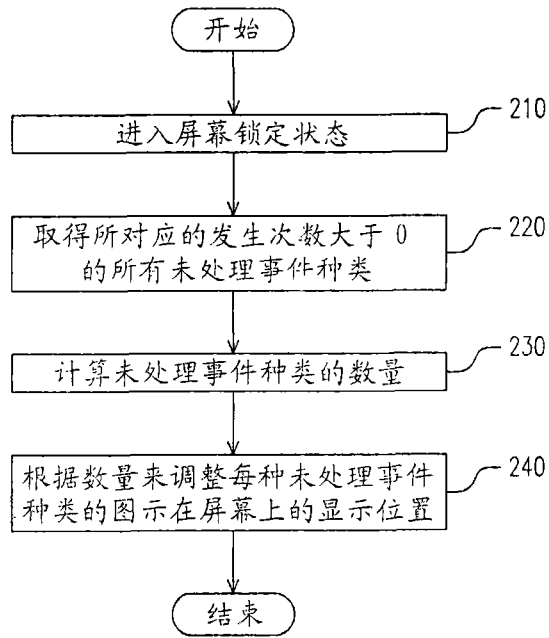 开始
210
进入屏幕锁定状态
220
取得所对应的发生次数大于 0
的所有未处理事件种类
230
计算未处理事件种类的数量
240
根据数量来调整每种未处理事件
种类的图示在屏幕上的显示位置
结束